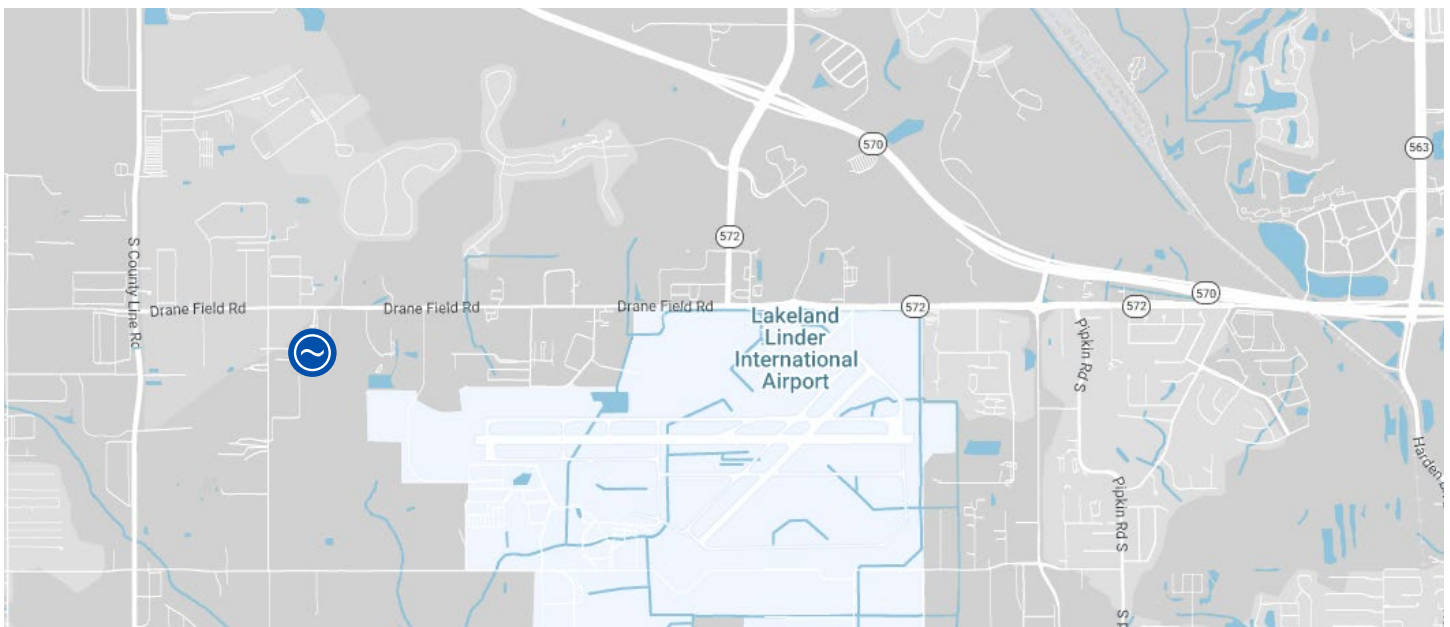 570
563
572
S County Line Rd
Drane Field Rd
Drane Field Rd
Drane Field Rd
572
572
570
Lakeland
Linder
International
Airport
Pipkin Rd S
Harden
Pipkin Rd S